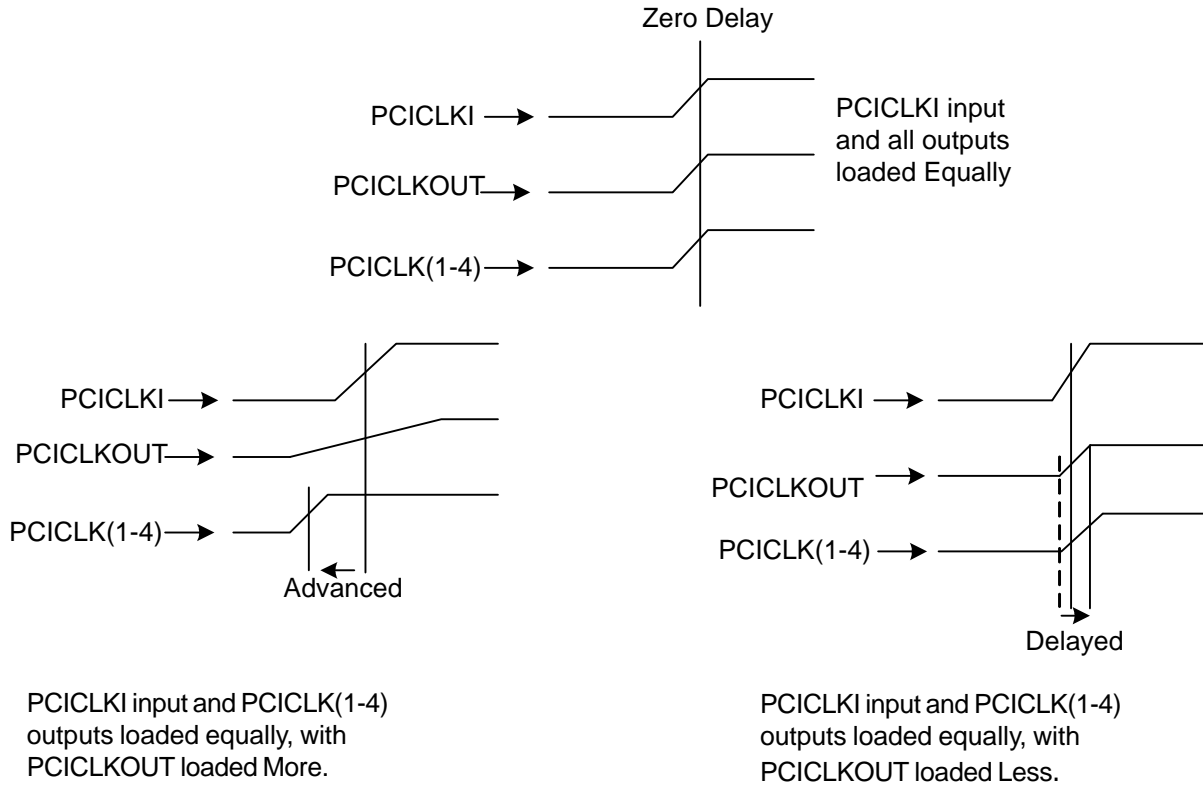 Zero Delay
PCICLKI
PCICLKI input
and all outputs
loaded Equally
PCICLKOUT
PCICLK(1-4)
PCICLKI
PCICLKOUT
PCICLK(1-4)
Advanced
PCICLKI input and PCICLK(1-4)
outputs loaded equally, with
PCICLKOUT loaded More.
PCICLKI
PCICLKOUT
PCICLK(1-4)
Delayed
PCICLKI input and PCICLK(1-4)
outputs loaded equally, with
PCICLKOUT loaded Less.